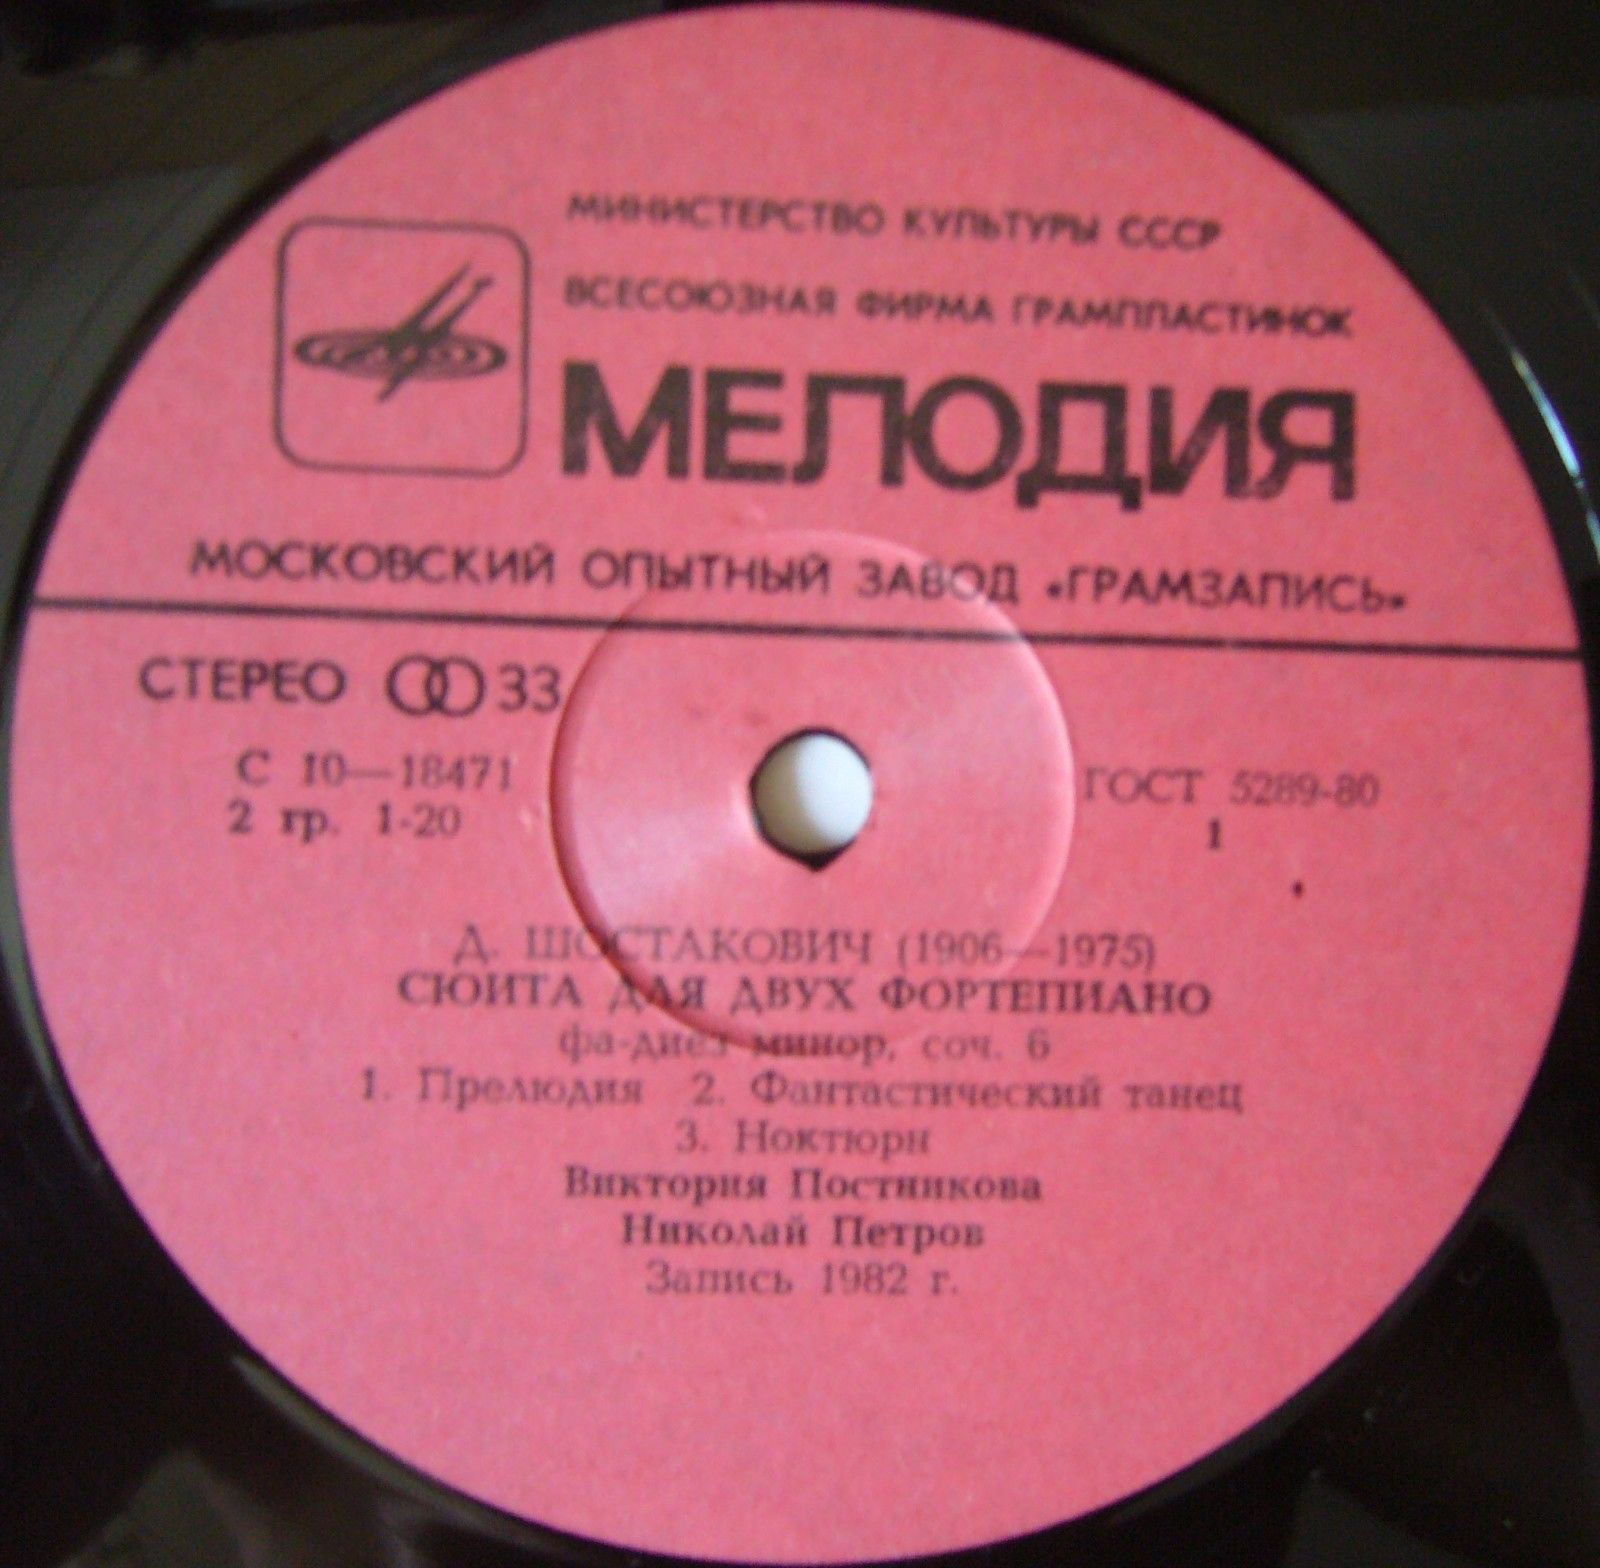 МИНИСТЕРСТВО КУЛЬТУРЫ СССР
ВСЕСОЮЗНАЯ ФИРМА ГРАМПЛАСТИНОК
МЕЛОДИЯ
МОСКОВСКИЙ ОПЫТНЫЙ ЗАВОД «ГРАМЗАПИСЬ»
СТЕРЕО 33
С 10—18471
2 гр. 1-20
ГОСТ 5289-80
1
Д. ШОСТАКОВИЧ (1906—1975)
СЮИТА ДЛЯ ДВУХ ФОРТЕПИАНО
фа-диез минор, соч. 6
1. Прелюдия 2. Фантастический танец
3. Ноктюрн
Виктория Постникова
Николай Петров
Запись 1982 г.